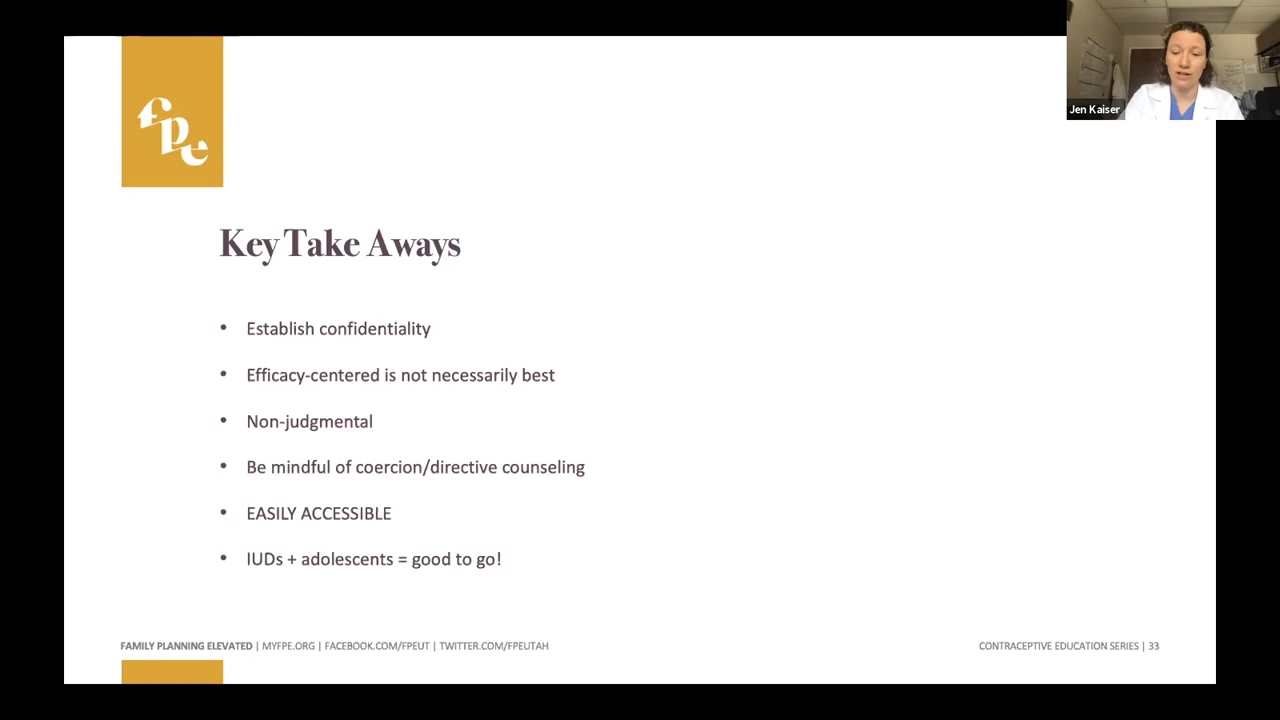 Jen Kaiser
fpe
Key Take Aways
• Establish confidentiality
• Efficacy-centered is not necessarily best
• Non-judgmental
• Be mindful of coercion/directive counseling
• EASILY ACCESSIBLE
• IUDs + adolescents = good to go!
FAMILY PLANNING ELEVATED | MYFPE.ORG | FACEBOOK.COM/FPEUT | TWITTER.COM/FPEUTAH
CONTRACEPTIVE EDUCATION SERIES | 33